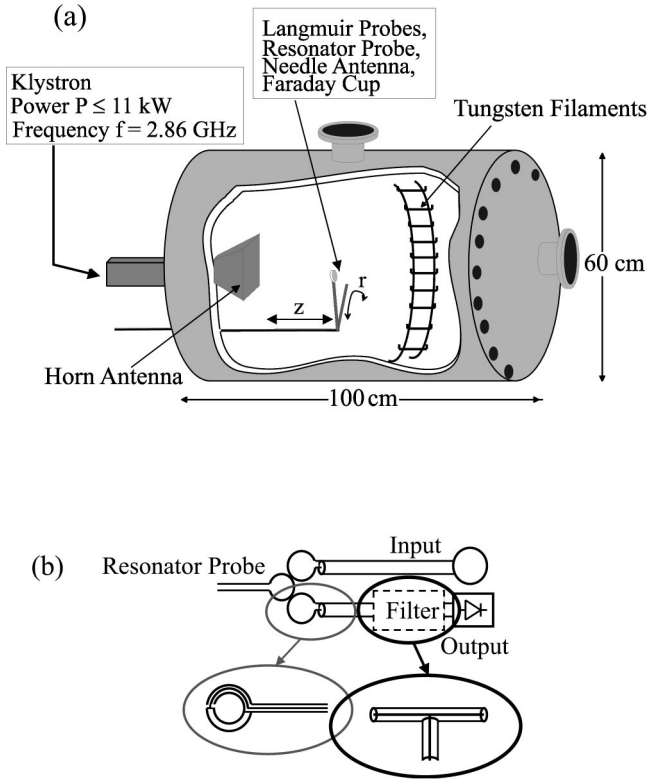 (a)
Langmuir Probes,
Resonator Probe,
Needle Antenna,
Faraday Cup
Klystron
Power P ≤ 11 kW
Frequency f = 2.86 GHz
Tungsten Filaments
r
60 cm
z
Horn Antenna
100 cm
(b)
Input
Resonator Probe
Filter
Output